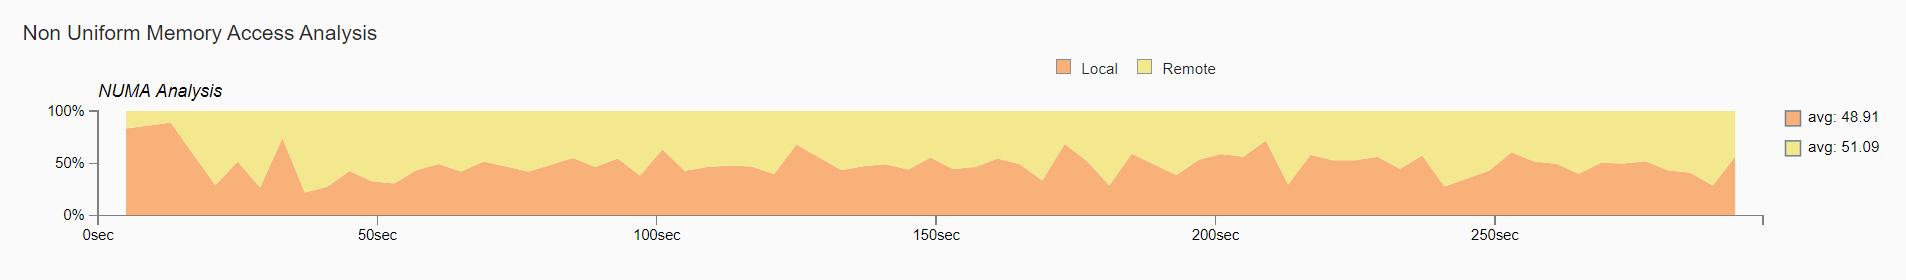 Non Uniform Memory Access Analysis
Local Remote
NUMA Analysis
100%
50%
0%
0sec 50sec 100sec 150sec 200sec 250sec
avg: 48.91
avg: 51.09